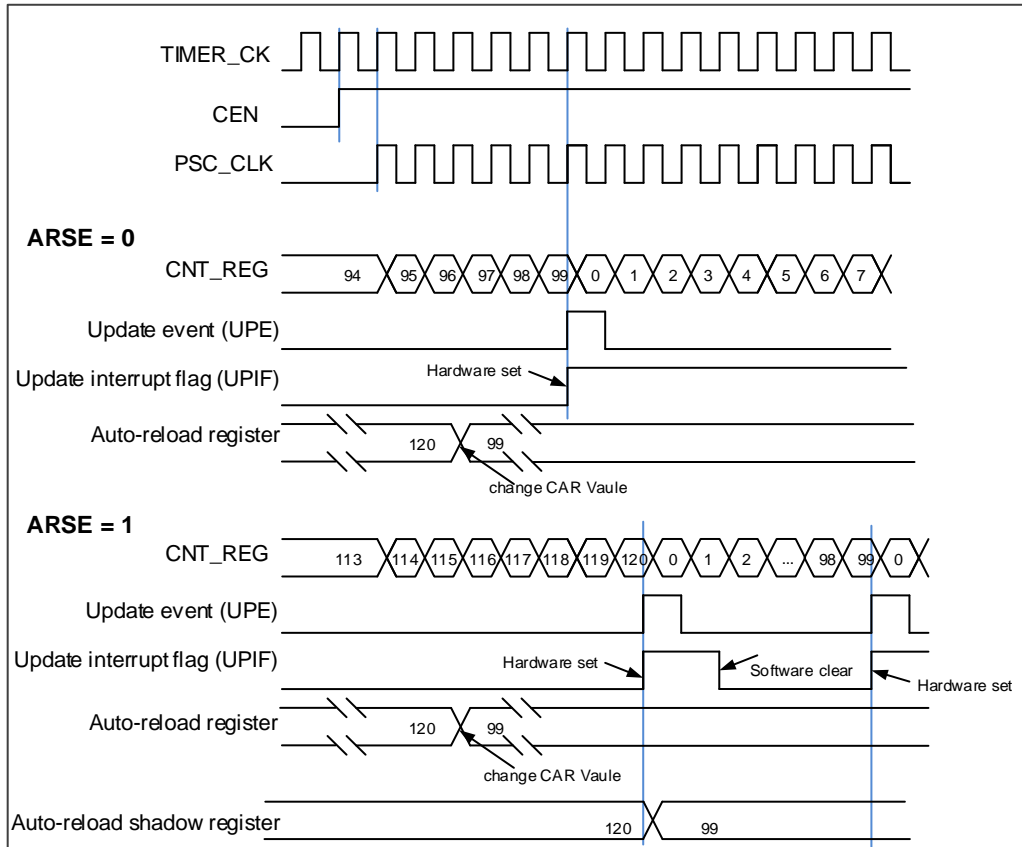 TIMER_CK
CEN
PSC_CLK
ARSE = 0
CNT_REG 94 95 96 97 98 99 0 1 2 3 4 5 6 7
Update event (UPE)
Update interrupt flag (UPIF) Hardware set
Auto-reload register 120 99
change CAR Vaule
ARSE = 1
CNT_REG 113 114 115 116 117 118 119 120 0 1 2 ... 98 99 0
Update event (UPE)
Update interrupt flag (UPIF) Hardware set Software clear Hardware set
Auto-reload register 120 99
change CAR Vaule
Auto-reload shadow register 120 99